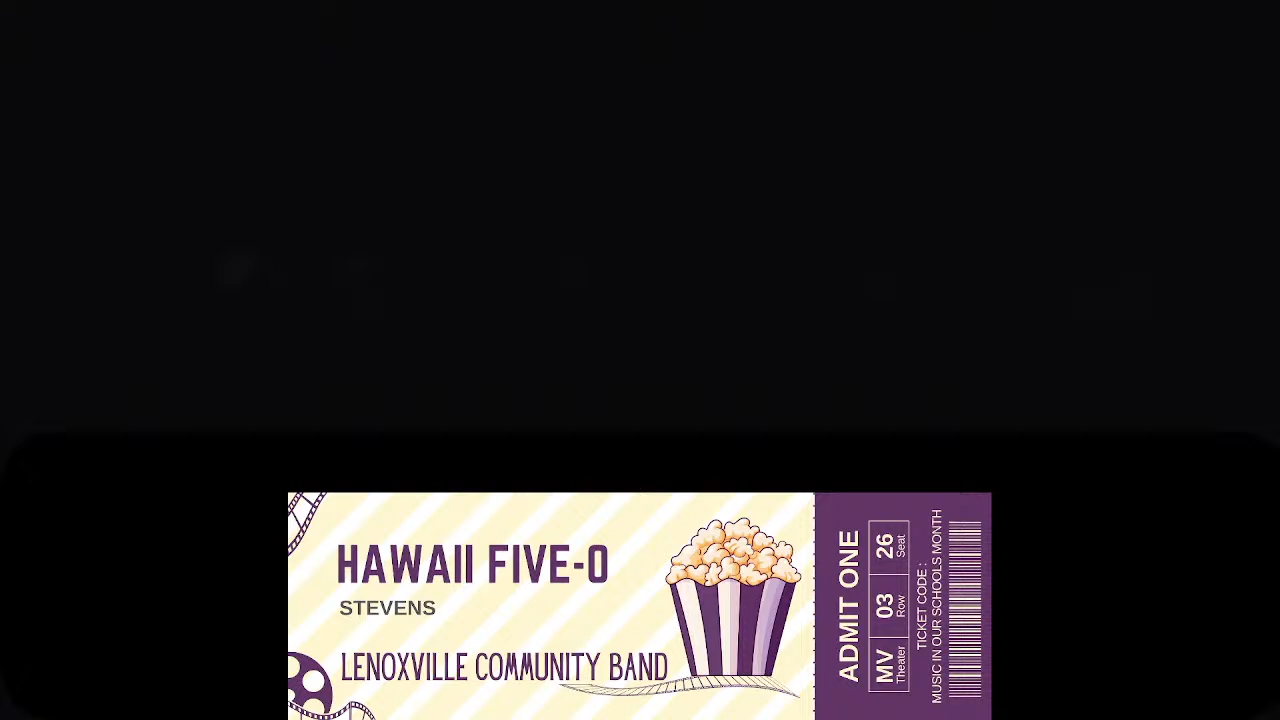 HAWAII FIVE-O
STEVENS
LENOXVILLE COMMUNITY BAND
ADMIT ONE
MV 03 26
Theater Row Seat
TICKET CODE :
MUSIC IN OUR SCHOOLS MONTH